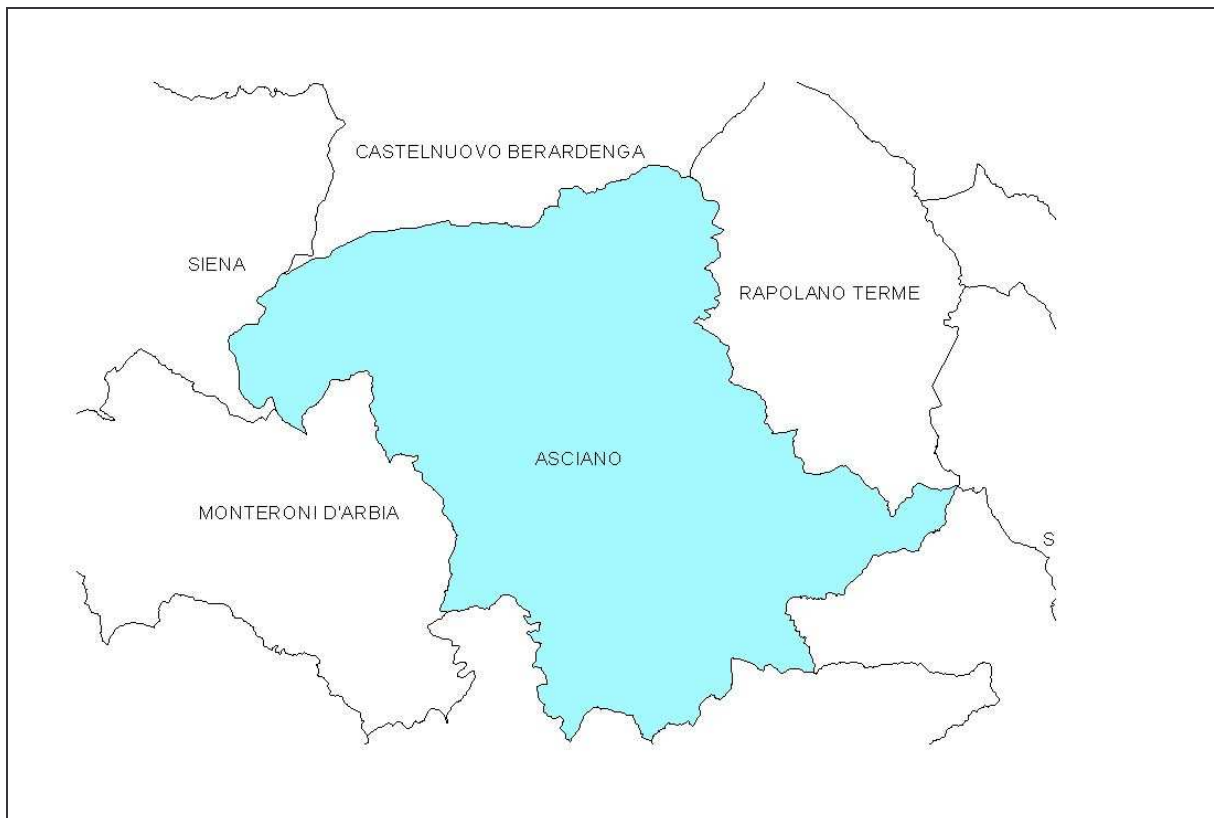 CASTELNUOVO BERARDENGA
SIENA
RAPOLANO TERME
ASCIANO
MONTERONI D'ARBIA
S